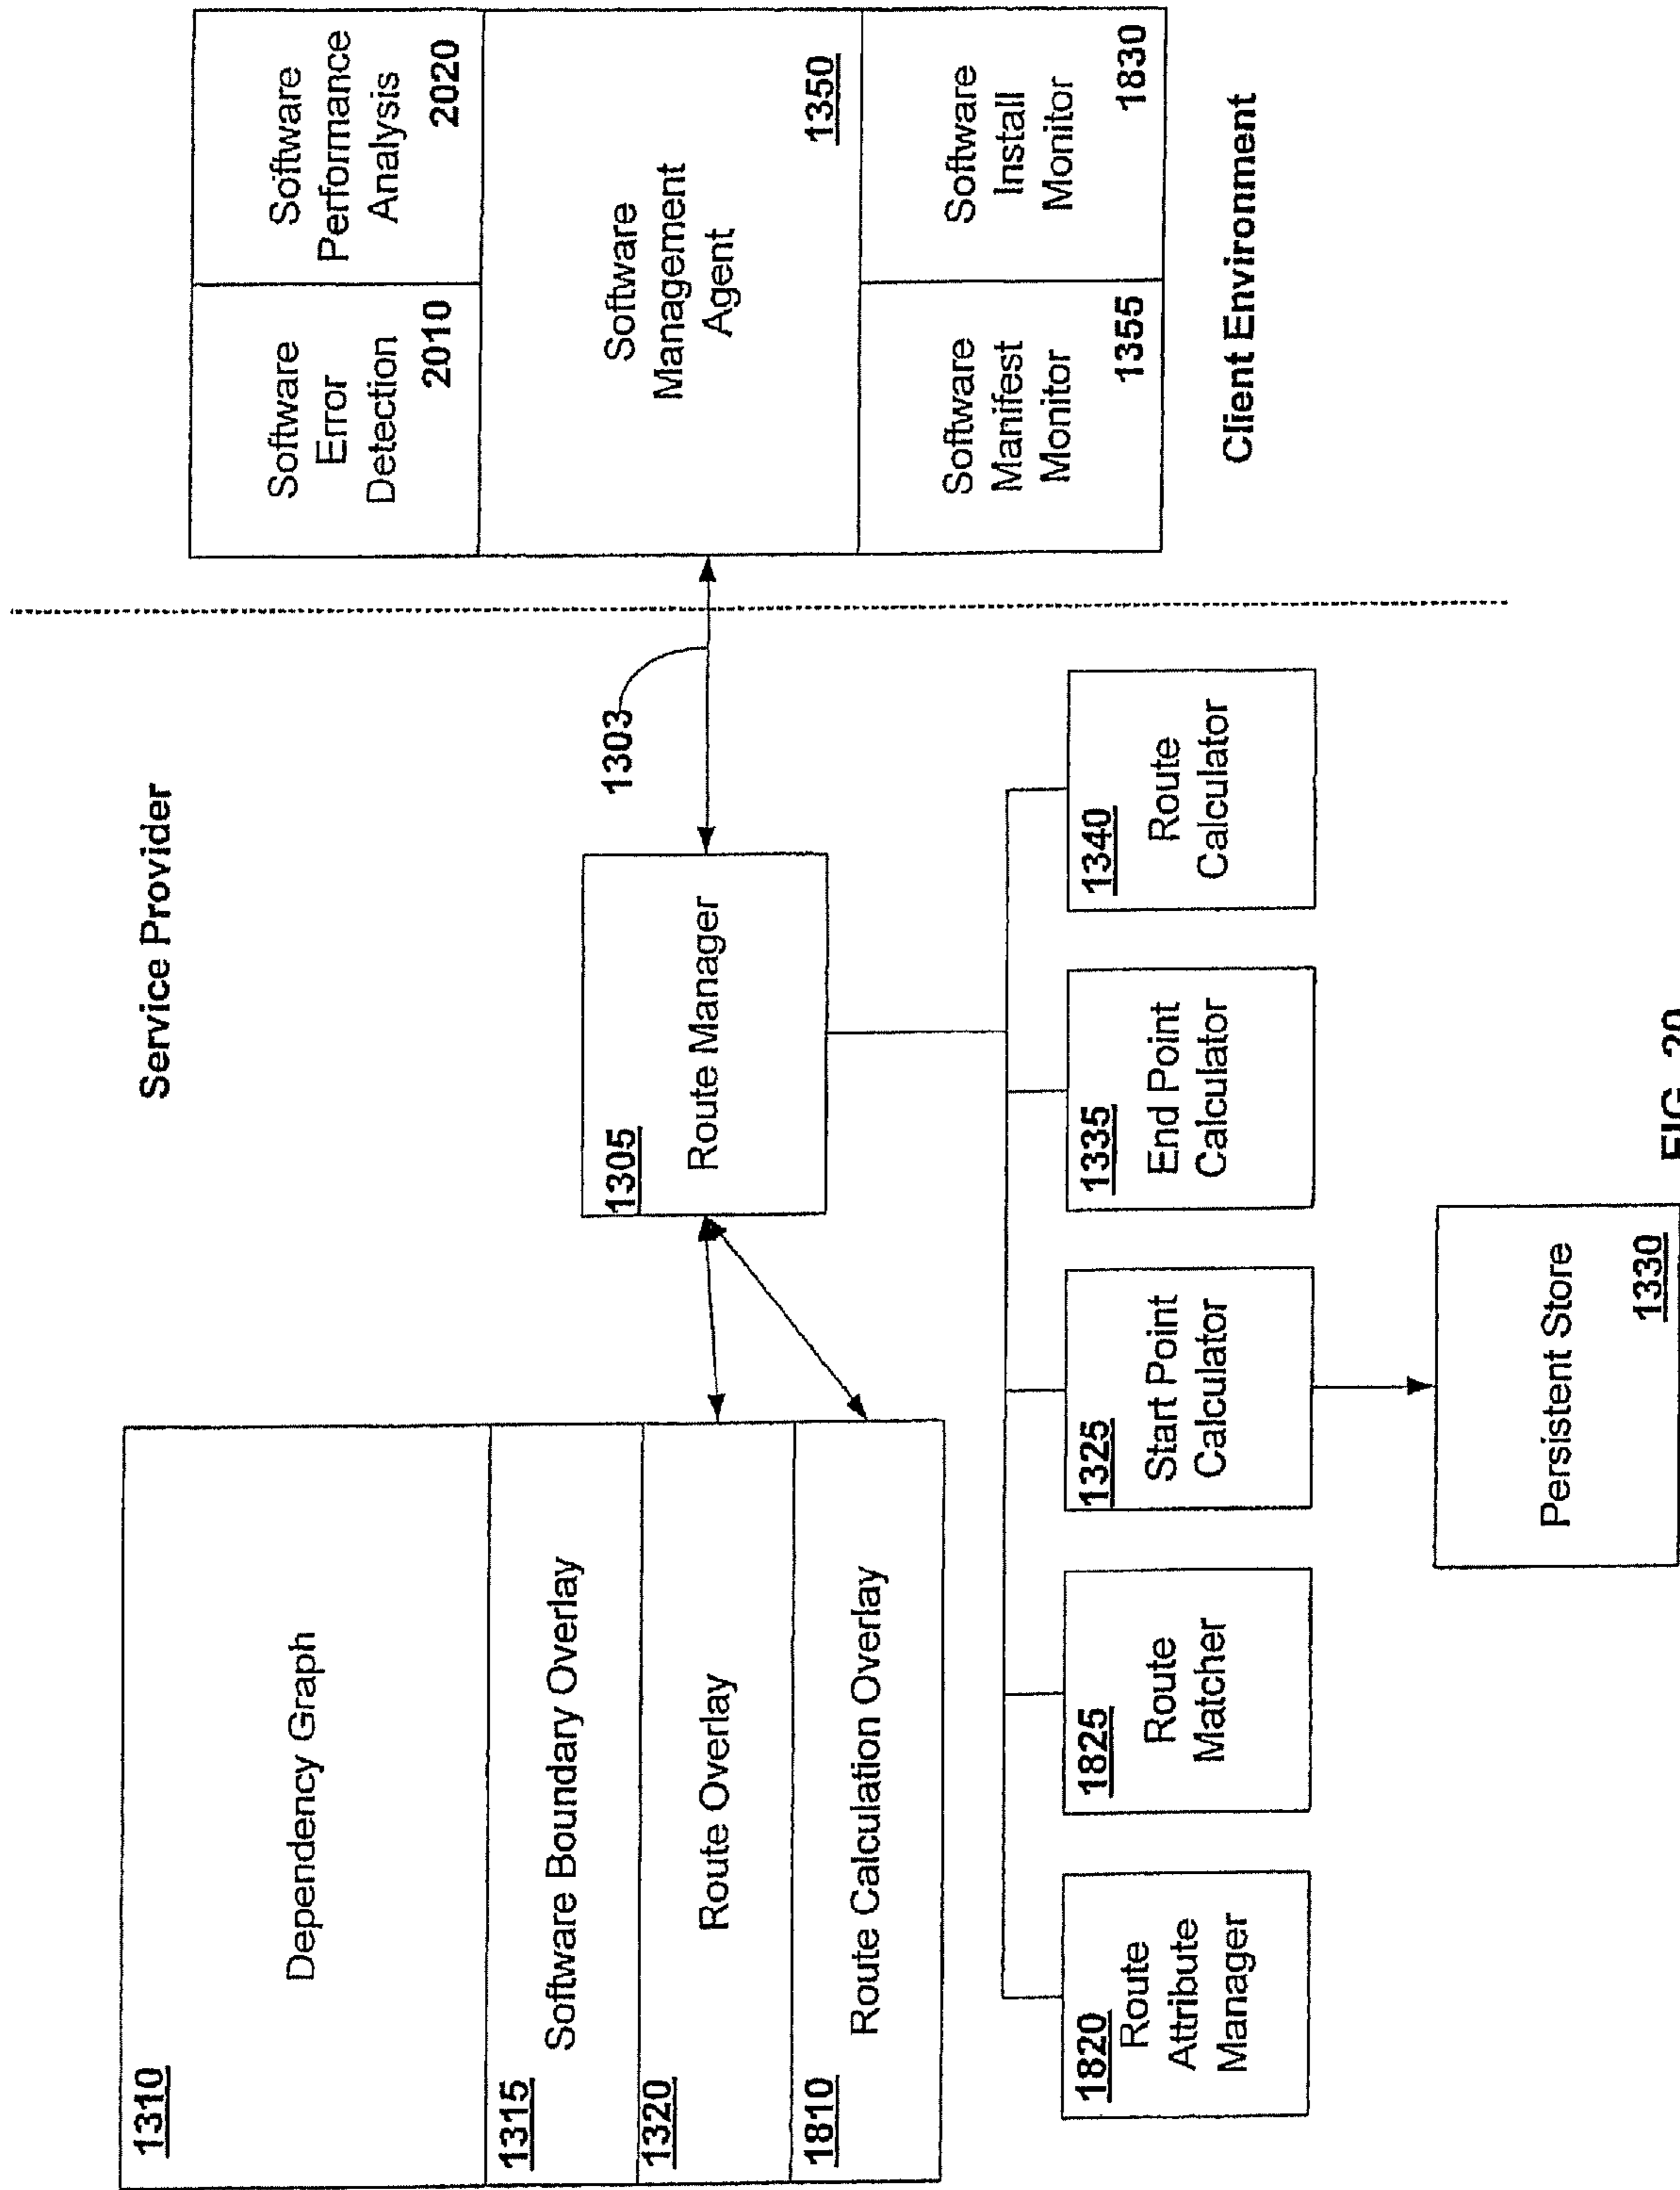 Service Provider
1310
Dependency Graph
1315
Software Boundary Overlay
1320
Route Overlay
1810
Route Calculation Overlay
1305
Route Manager
1303
Software
Error
Detection
2010
Software
Performance
Analysis
2020
Software
Management
Agent
1350
Software
Manifest
Monitor
1355
Software
Install
Monitor
1830
Client Environment
1820
Route
Attribute
Manager
1825
Route
Matcher
1325
Start Point
Calculator
1335
End Point
Calculator
1340
Route
Calculator
Persistent Store
1330
FIG. 20